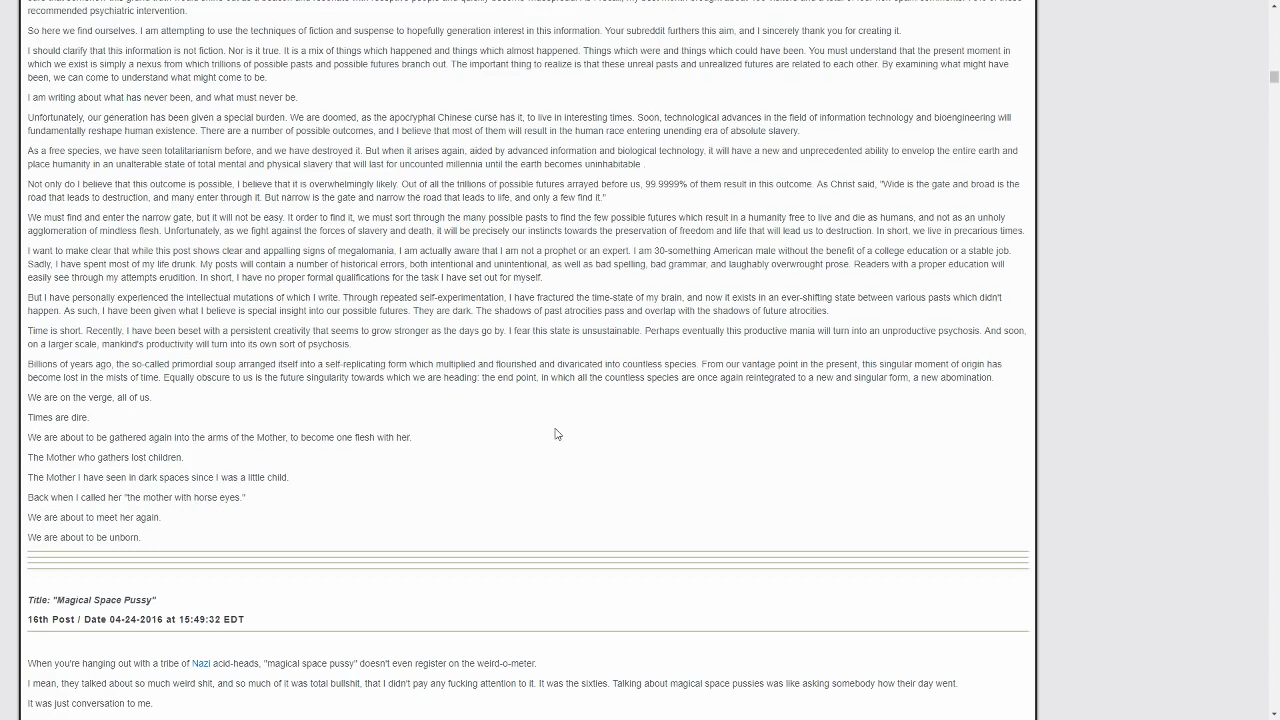 recommended psychiatric intervention.
So here we find ourselves. I am attempting to use the techniques of fiction and suspense to hopefully generation interest in this information. Your subreddit furthers this aim, and I sincerely thank you for creating it.
I should clarify that this information is not fiction. Nor is it true. It is a mix of things which happened and things which almost happened. Things which were and things which could have been. You must understand that the present moment in
which we exist is simply a nexus from which trillions of possible pasts and possible futures branch out. The important thing to realize is that these unreal pasts and unrealized futures are related to each other. By examining what might have
been, we can come to understand what might come to be.
I am writing about what has never been, and what must never be.
Unfortunately, our generation has been given a special burden. We are doomed, as the apocryphal Chinese curse has it, to live in interesting times. Soon, technological advances in the field of information technology and bioengineering will
fundamentally reshape human existence. There are a number of possible outcomes, and I believe that most of them will result in the human race entering unending era of absolute slavery.
As a free species, we have seen totalitarianism before, and we have destroyed it. But when it arises again, aided by advanced information and biological technology, it will have a new and unprecedented ability to envelop the entire earth and
place humanity in an unalterable state of total mental and physical slavery that will last for uncounted millennia until the earth becomes uninhabitable .
Not only do I believe that this outcome is possible, I believe that it is overwhelmingly likely. Out of all the trillions of possible futures arrayed before us, 99.9999% of them result in this outcome. As Christ said, "Wide is the gate and broad is the
road that leads to destruction, and many enter through it. But narrow is the gate and narrow the road that leads to life, and only a few find it."
We must find and enter the narrow gate, but it will not be easy. It order to find it, we must sort through the many possible pasts to find the few possible futures which result in a humanity free to live and die as humans, and not as an unholy
agglomeration of mindless flesh. Unfortunately, as we fight against the forces of slavery and death, it will be precisely our instincts towards the preservation of freedom and life that will lead us to destruction. In short, we live in precarious times.
I want to make clear that while this post shows clear and appalling signs of megalomania, I am actually aware that I am not a prophet or an expert. I am 30-something American male without the benefit of a college education or a stable job.
Sadly, I have spent most of my life drunk. My posts will contain a number of historical errors, both intentional and unintentional, as well as bad spelling, bad grammar, and laughably overwrought prose. Readers with a proper education will
easily see through my attempts erudition. In short, I have no proper formal qualifications for the task I have set out for myself.
But I have personally experienced the intellectual mutations of which I write. Through repeated self-experimentation, I have fractured the time-state of my brain, and now it exists in an ever-shifting state between various pasts which didn't
happen. As such, I have been given what I believe is special insight into our possible futures. They are dark. The shadows of past atrocities pass and overlap with the shadows of future atrocities.
Time is short. Recently, I have been beset with a persistent creativity that seems to grow stronger as the days go by. I fear this state is unsustainable. Perhaps eventually this productive mania will turn into an unproductive psychosis. And soon,
on a larger scale, mankind's productivity will turn into its own sort of psychosis.
Billions of years ago, the so-called primordial soup arranged itself into a self-replicating form which multiplied and flourished and divaricated into countless species. From our vantage point in the present, this singular moment of origin has
become lost in the mists of time. Equally obscure to us is the future singularity towards which we are heading: the end point, in which all the countless species are once again reintegrated to a new and singular form, a new abomination.
We are on the verge, all of us.
Times are dire.
We are about to be gathered again into the arms of the Mother, to become one flesh with her.
The Mother who gathers lost children.
The Mother I have seen in dark spaces since I was a little child.
Back when I called her "the mother with horse eyes."
We are about to meet her again.
We are about to be unborn.
Title: "Magical Space Pussy"
16th Post / Date 04-24-2016 at 15:49:32 EDT
When you're hanging out with a tribe of Nazi acid-heads, "magical space pussy" doesn't even register on the weird-o-meter.
I mean, they talked about so much weird shit, and so much of it was total bullshit, that I didn't pay any fucking attention to it. It was the sixties. Talking about magical space pussies was like asking somebody how their day went.
It was just conversation to me.